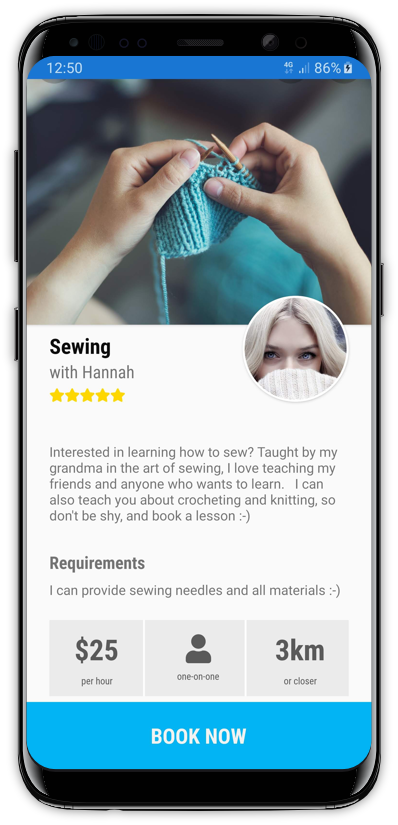 12:50
4G 86%
Sewing
with Hannah
Interested in learning how to sew? Taught by my
grandma in the art of sewing, I love teaching my
friends and anyone who wants to learn.   I can
also teach you about crocheting and knitting, so
don't be shy, and book a lesson :-)
Requirements
I can provide sewing needles and all materials :-)
$25
per hour
one-on-one
3km
or closer
BOOK NOW